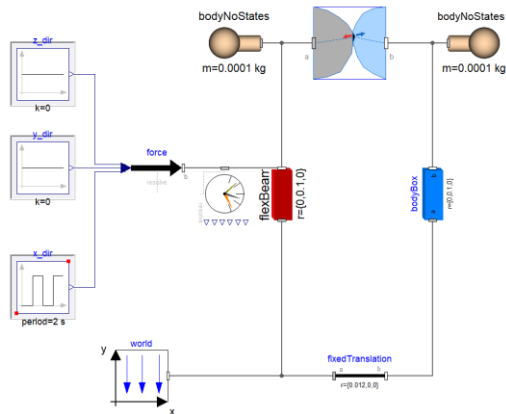 bodyNoStates
bodyNoStates
z_dir
a
b
m=0.0001 kg
m=0.0001 kg
k=0
y_dir
force
resolve
b
k=0
flexBeam
r={0,0.1,0}
bodyBox
b
a
r={0,0.1,0}
x_dir
period=2 s
world
y
x
fixedTranslation
a
b
r={0.012,0,0}